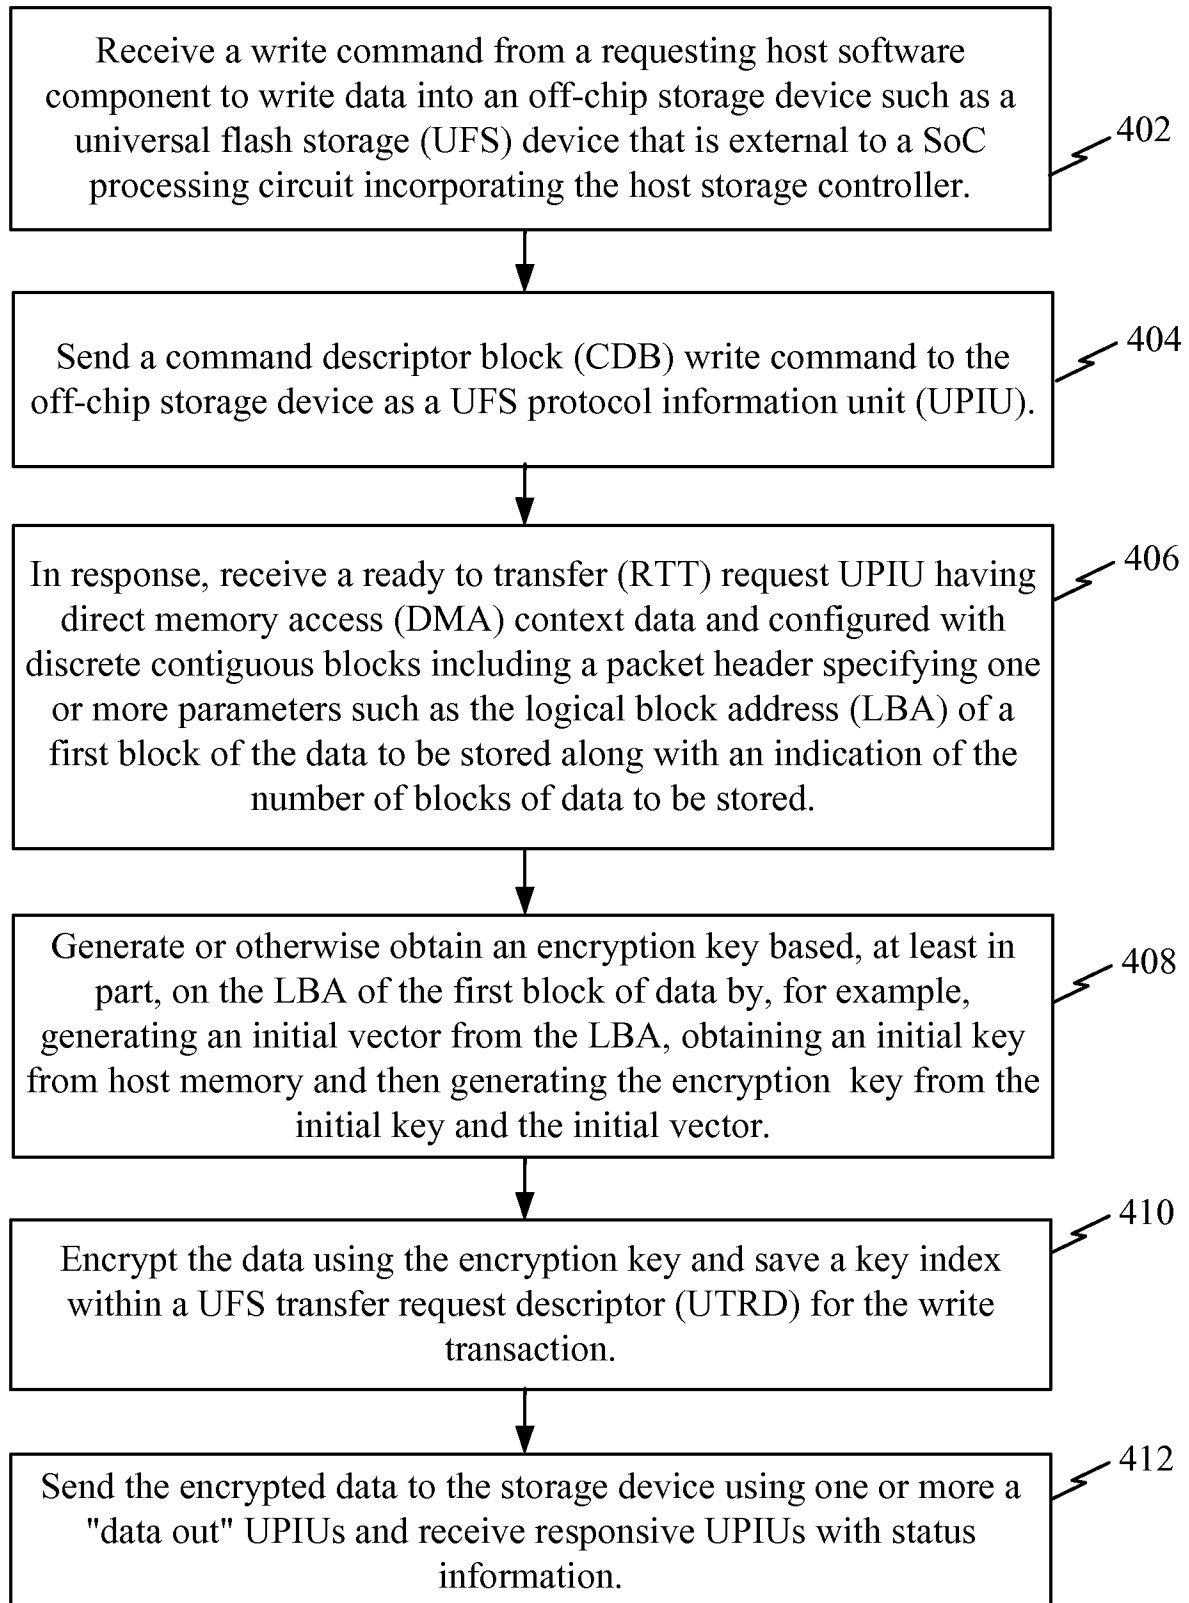 Receive a write command from a requesting host software
component to write data into an off-chip storage device such as a
universal flash storage (UFS) device that is external to a SoC
processing circuit incorporating the host storage controller.
402
Send a command descriptor block (CDB) write command to the
off-chip storage device as a UFS protocol information unit (UPIU).
404
In response, receive a ready to transfer (RTT) request UPIU having
direct memory access (DMA) context data and configured with
discrete contiguous blocks including a packet header specifying one
or more parameters such as the logical block address (LBA) of a
first block of the data to be stored along with an indication of the
number of blocks of data to be stored.
406
Generate or otherwise obtain an encryption key based, at least in
part, on the LBA of the first block of data by, for example,
generating an initial vector from the LBA, obtaining an initial key
from host memory and then generating the encryption key from the
initial key and the initial vector.
408
Encrypt the data using the encryption key and save a key index
within a UFS transfer request descriptor (UTRD) for the write
transaction.
410
Send the encrypted data to the storage device using one or more a
"data out" UPIUs and receive responsive UPIUs with status
information.
412